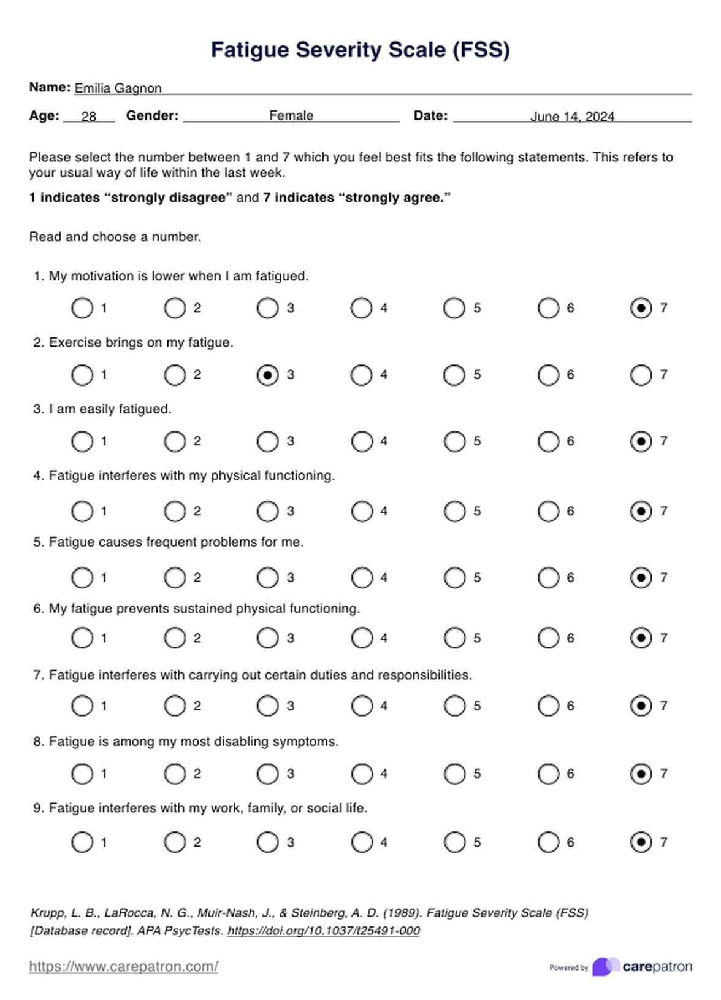 Fatigue Severity Scale (FSS)
Name: Emilia Gagnon
Age: 28 Gender: Female Date: June 14, 2024
Please select the number between 1 and 7 which you feel best fits the following statements. This refers to
your usual way of life within the last week.
1 indicates “strongly disagree” and 7 indicates “strongly agree.”
Read and choose a number.
1. My motivation is lower when I am fatigued.
1 2 3 4 5 6 7
2. Exercise brings on my fatigue.
1 2 3 4 5 6 7
3. I am easily fatigued.
1 2 3 4 5 6 7
4. Fatigue interferes with my physical functioning.
1 2 3 4 5 6 7
5. Fatigue causes frequent problems for me.
1 2 3 4 5 6 7
6. My fatigue prevents sustained physical functioning.
1 2 3 4 5 6 7
7. Fatigue interferes with carrying out certain duties and responsibilities.
1 2 3 4 5 6 7
8. Fatigue is among my most disabling symptoms.
1 2 3 4 5 6 7
9. Fatigue interferes with my work, family, or social life.
1 2 3 4 5 6 7
Krupp, L. B., LaRocca, N. G., Muir-Nash, J., & Steinberg, A. D. (1989). Fatigue Severity Scale (FSS)
[Database record]. APA PsycTests. https://doi.org/10.1037/t25491-000
https://www.carepatron.com/ Powered by carepatron